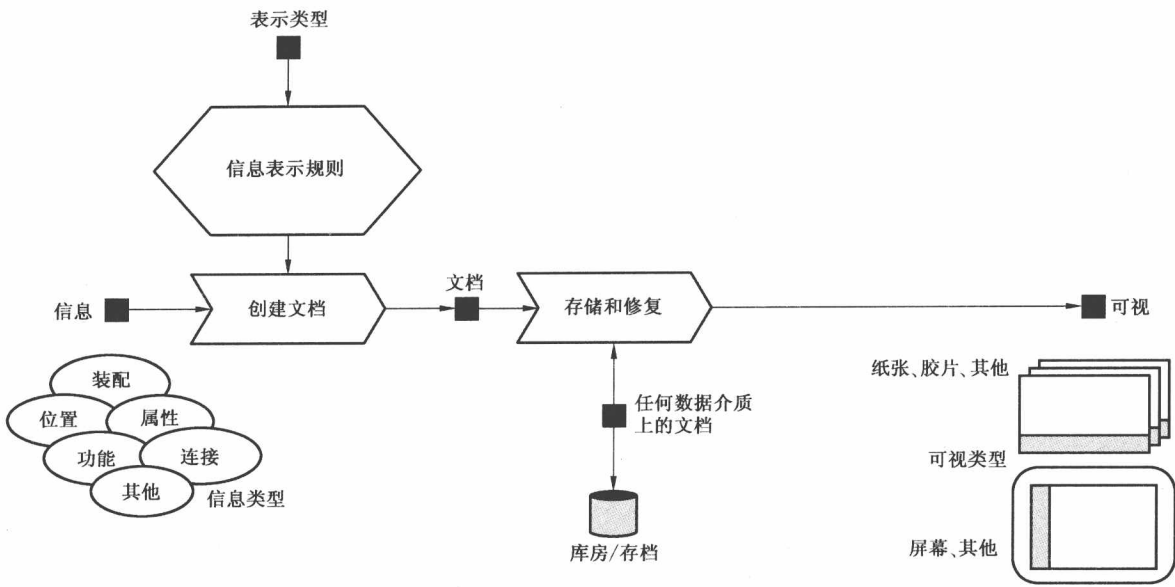 表示类型
信息表示规则
信息
创建文档
文档
存储和修复
可视
装配
位置
属性
功能
连接
其他
信息类型
任何数据介质
上的文档
库房/存档
纸张、胶片、其他
可视类型
屏幕、其他